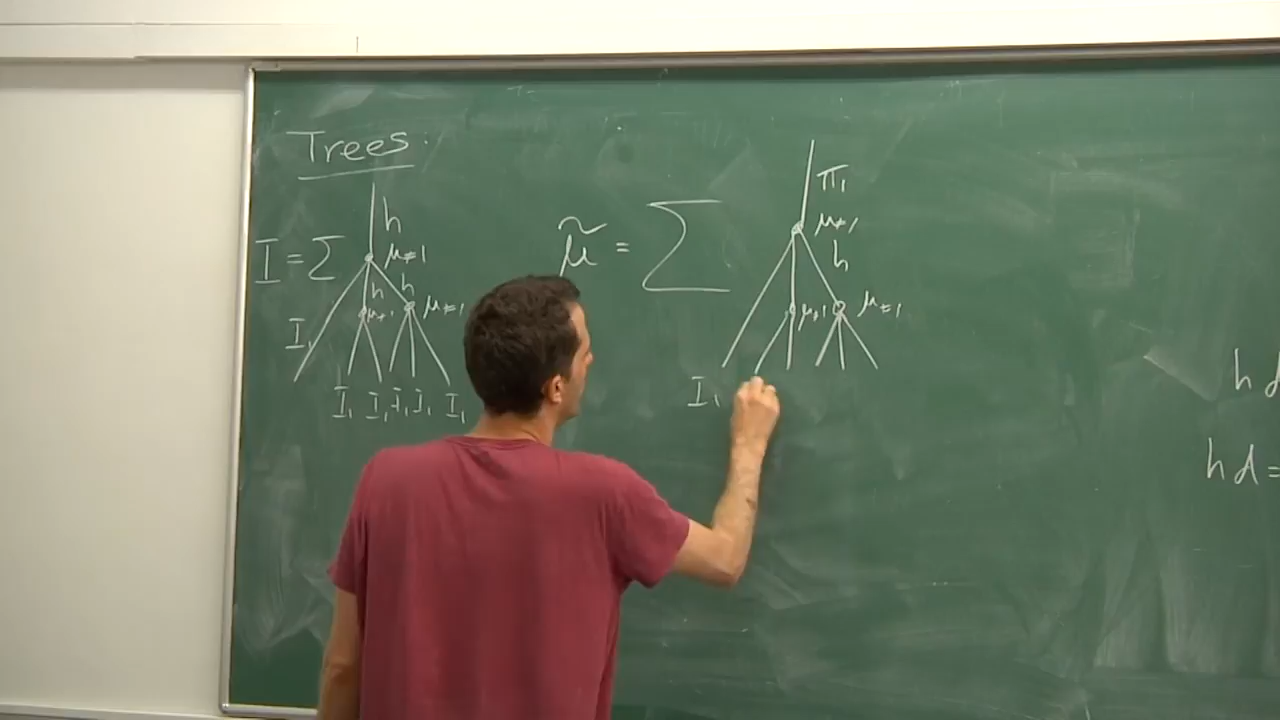 Trees.
I = Σ
h
μ≠1
h h
μ≠1 μ≠1
I₁
I₁ I₁ I₁ I₁ I₁
μ̃ = Σ
π₁
μ≠1
h
μ≠1 μ≠1
I₁
h d
h d =